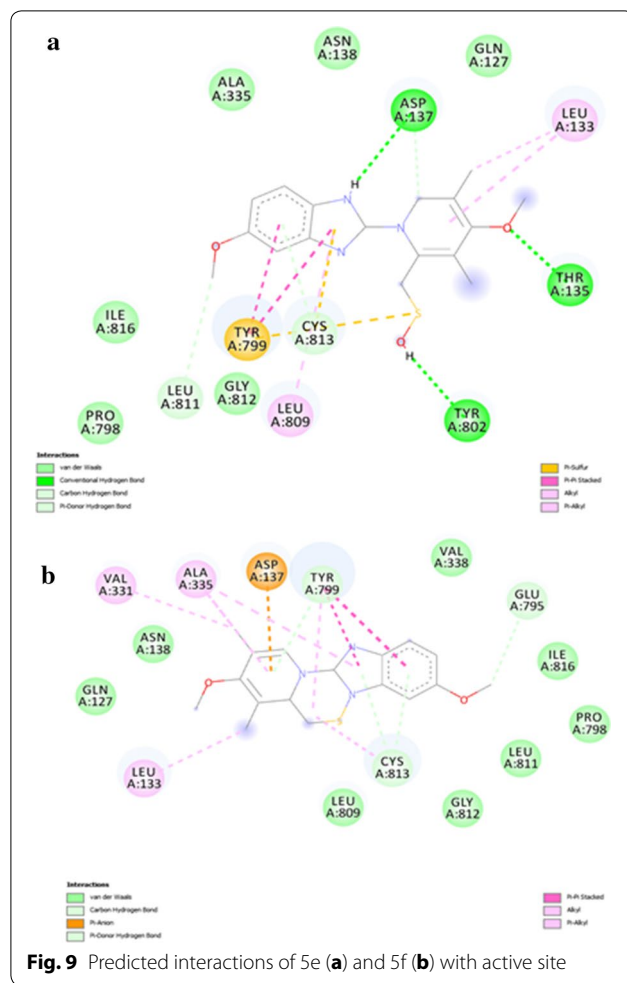 a
ASN
A:138
GLN
A:127
ALA
A:335
ASP
A:137
LEU
A:133
H
N
N
N
O
O
THR
A:135
S
ILE
A:816
TYR
A:799
CYS
A:813
O
H
LEU
A:811
GLY
A:812
LEU
A:809
TYR
A:802
PRO
A:798
Interactions
van der Waals
Conventional Hydrogen Bond
Carbon Hydrogen Bond
Pi-Donor Hydrogen Bond
Pi-Sulfur
Pi-Pi Stacked
Alkyl
Pi-Alkyl
b
VAL
A:331
ALA
A:335
ASP
A:137
TYR
A:799
VAL
A:338
GLU
A:795
ASN
A:138
N
ILE
A:816
GLN
A:127
O
N
N
O
S
PRO
A:798
LEU
A:133
CYS
A:813
LEU
A:811
LEU
A:809
GLY
A:812
Interactions
van der Waals
Carbon Hydrogen Bond
Pi-Anion
Pi-Donor Hydrogen Bond
Pi-Pi Stacked
Alkyl
Pi-Alkyl
Fig. 9 Predicted interactions of 5e (a) and 5f (b) with active site